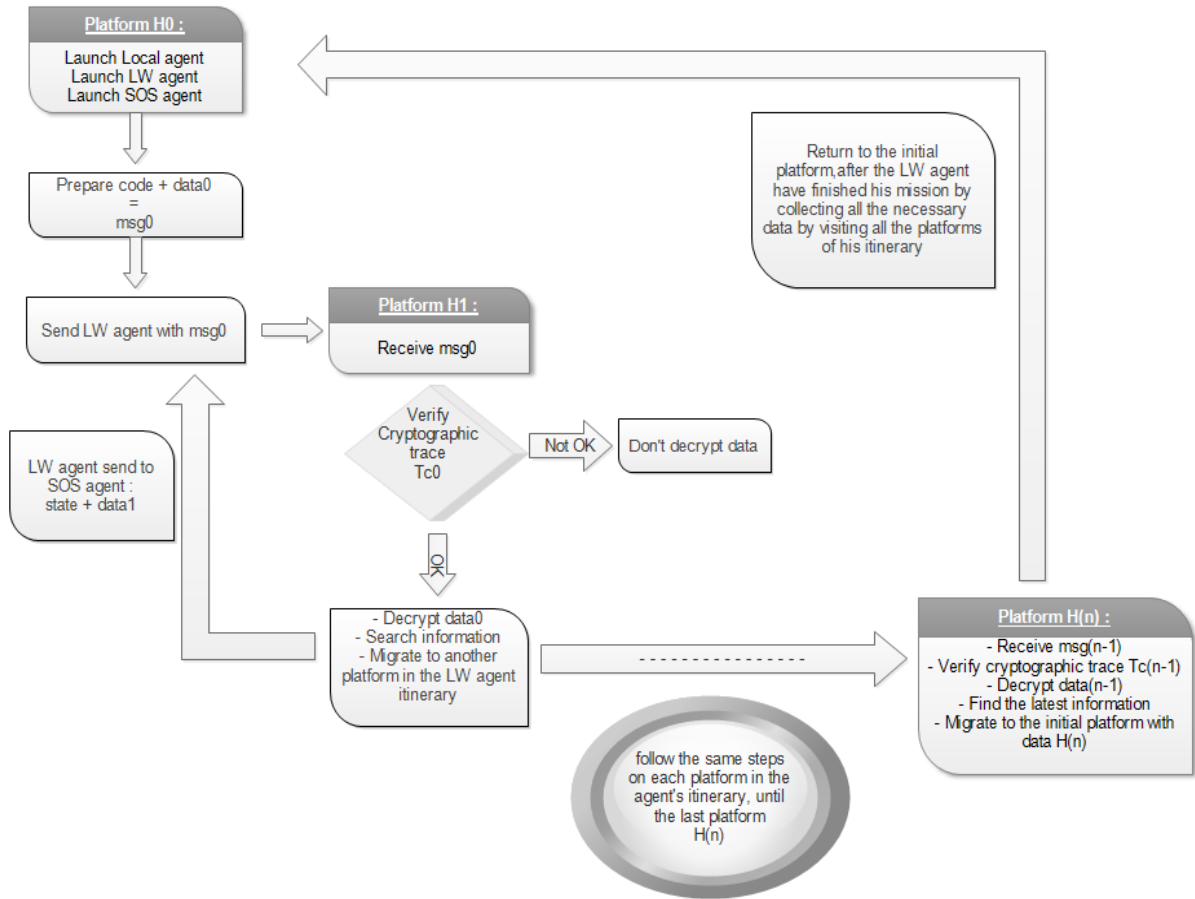 Platform H0 :
Launch Local agent
Launch LW agent
Launch SOS agent
Prepare code + data0
=
msg0
Send LW agent with msg0
Platform H1 :
Receive msg0
Verify
Cryptographic
trace
Tc0
Not OK
Don't decrypt data
OK
LW agent send to
SOS agent :
state + data1
- Decrypt data0
- Search information
- Migrate to another
platform in the LW agent
itinerary
- - - - - - - - - - - - - - -
follow the same steps
on each platform in the
agent's itinerary, until
the last platform
H(n)
Platform H(n) :
- Receive msg(n-1)
- Verify cryptographic trace Tc(n-1)
- Decrypt data(n-1)
- Find the latest information
- Migrate to the initial platform with
data H(n)
Return to the initial
platform,after the LW agent
have finished his mission by
collecting all the necessary
data by visiting all the platforms
of his itinerary